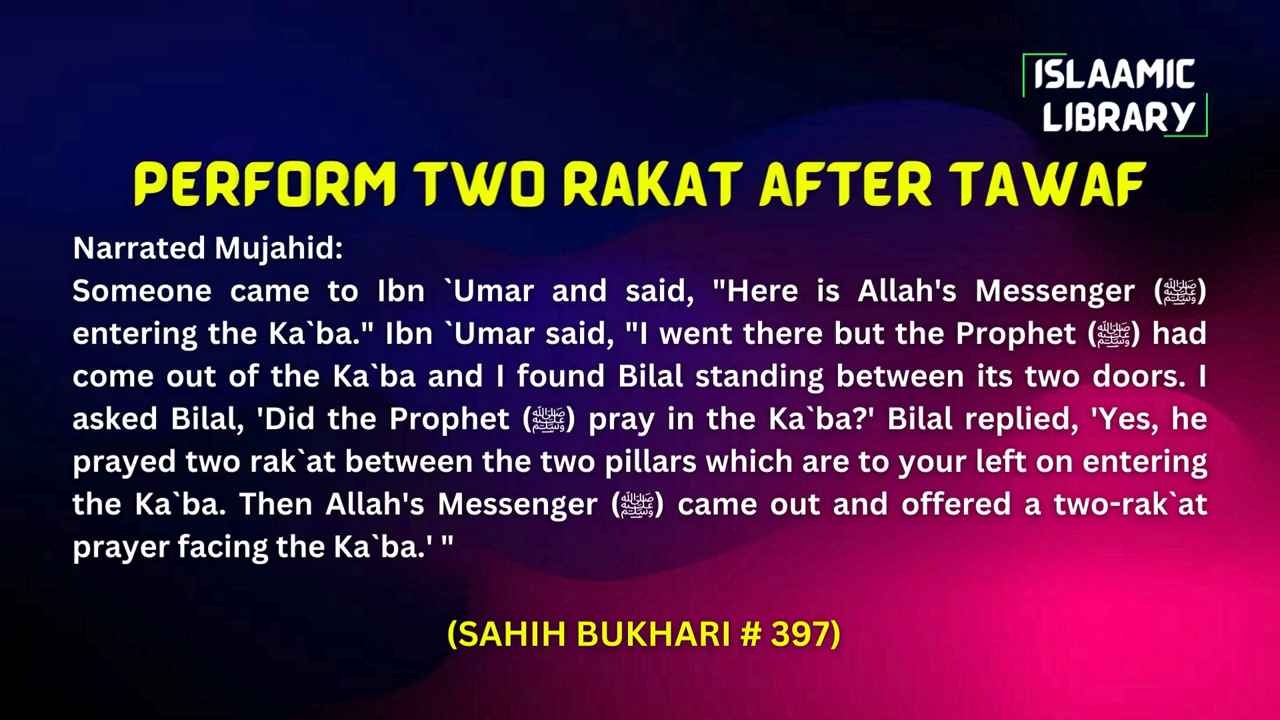 ISLAAMIC
LIBRARY
PERFORM TWO RAKAT AFTER TAWAF
Narrated Mujahid:
Someone came to Ibn `Umar and said, "Here is Allah's Messenger (ﷺ)
entering the Ka`ba." Ibn `Umar said, "I went there but the Prophet (ﷺ) had
come out of the Ka`ba and I found Bilal standing between its two doors. I
asked Bilal, 'Did the Prophet (ﷺ) pray in the Ka`ba?' Bilal replied, 'Yes, he
prayed two rak`at between the two pillars which are to your left on entering
the Ka`ba. Then Allah's Messenger (ﷺ) came out and offered a two-rak`at
prayer facing the Ka`ba.' "
(SAHIH BUKHARI # 397)